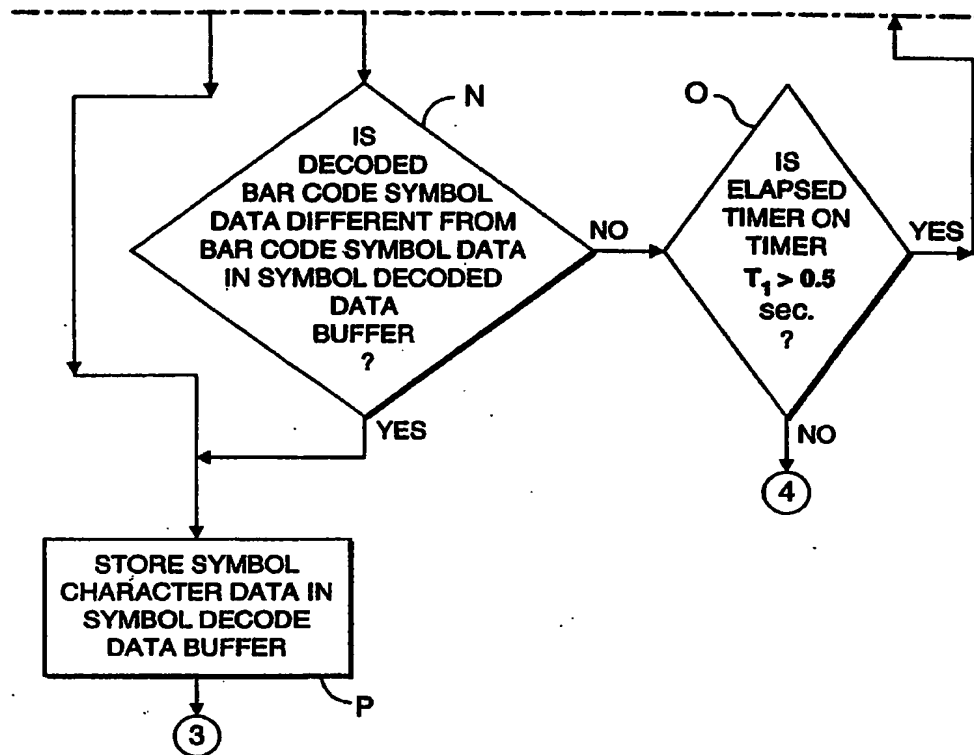 N
IS
DECODED
BAR CODE SYMBOL
DATA DIFFERENT FROM
BAR CODE SYMBOL DATA
IN SYMBOL DECODED
DATA
BUFFER
?
NO
YES
O
IS
ELAPSED
TIMER ON
TIMER
T₁ > 0.5
sec.
?
YES
NO
4
STORE SYMBOL
CHARACTER DATA IN
SYMBOL DECODE
DATA BUFFER
P
3